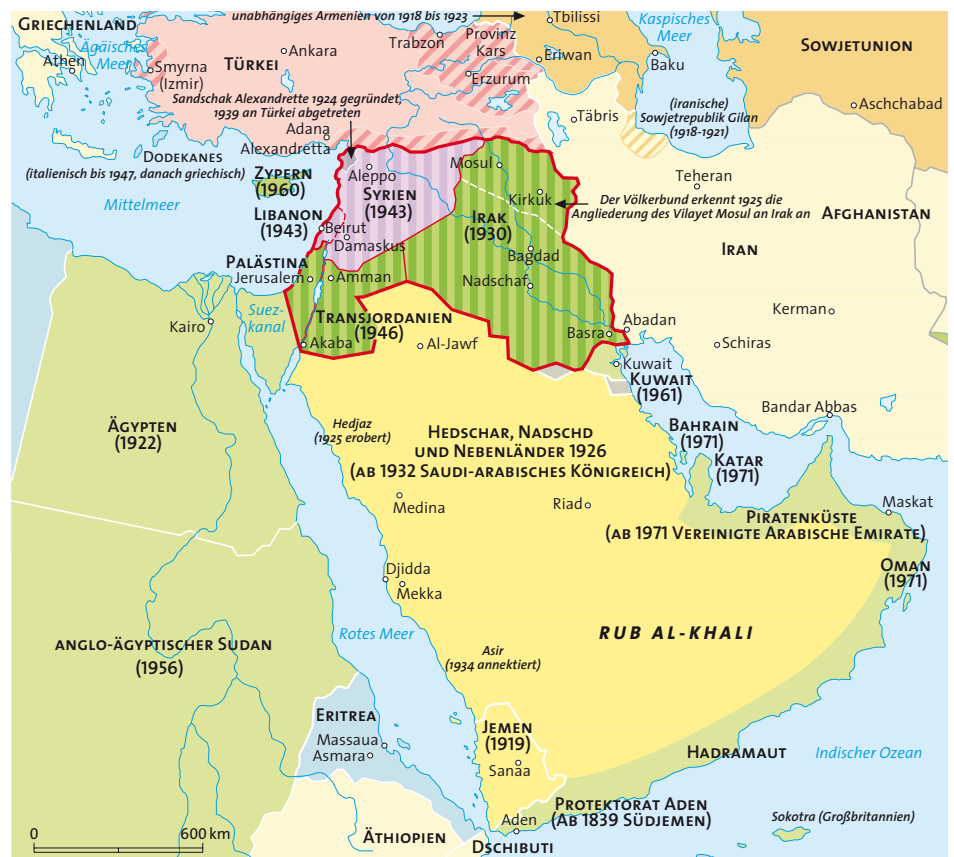 unabhängiges Armenien von 1918 bis 1923
Tbilissi
Kaspisches
Meer
GRIECHENLAND
Ägäisches
Meer
Athen
Smyrna
(Izmir)
Ankara
TÜRKEI
Trabzon
Provinz
Kars
Erzurum
Eriwan
Baku
SOWJETUNION
Aschchabad
Sandschak Alexandrette 1924 gegründet,
1939 an Türkei abgetreten
(iranische)
Sowjetrepublik Gilan
(1918-1921)
Täbris
Adana
Alexandretta
DODEKANES
(italienisch bis 1947, danach griechisch)
ZYPERN
(1960)
Mittelmeer
Aleppo
SYRIEN
(1943)
Mosul
Kirkuk
IRAK
(1930)
Teheran
Der Völkerbund erkennt 1925 die
Angliederung des Vilayet Mosul an Irak an
AFGHANISTAN
IRAN
LIBANON
(1943)
Beirut
Damaskus
Bagdad
Nadschaf
PALÄSTINA
Jerusalem
Amman
Suez-
kanal
TRANSJORDANIEN
(1946)
Kairo
Akaba
Al-Jawf
Basra
Abadan
Kerman
Schiras
Kuwait
KUWAIT
(1961)
Bandar Abbas
ÄGYPTEN
(1922)
Hedjaz
(1925 erobert)
HEDSCHAR, NADSCHD
UND NEBENLÄNDER 1926
(AB 1932 SAUDI-ARABISCHES KÖNIGREICH)
BAHRAIN
(1971)
KATAR
(1971)
Medina
Riad
Maskat
PIRATENKÜSTE
(AB 1971 VEREINIGTE ARABISCHE EMIRATE)
OMAN
(1971)
Djidda
Mekka
ANGLO-ÄGYPTISCHER SUDAN
(1956)
Rotes Meer
RUB AL-KHALI
Asir
(1934 annektiert)
ERITREA
Massaua
Asmara
JEMEN
(1919)
Sanaa
HADRAMAUT
Indischer Ozean
PROTEKTORAT ADEN
(AB 1839 SÜDJEMEN)
Aden
Sokotra (Großbritannien)
0
600 km
ÄTHIOPIEN
DSCHIBUTI